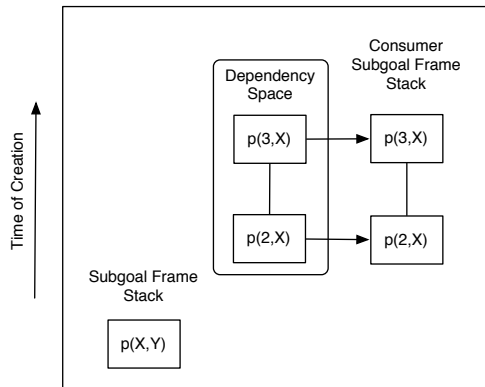 Time of Creation
Dependency
Space
Consumer
Subgoal Frame
Stack
p(3,X)
p(3,X)
p(2,X)
p(2,X)
Subgoal Frame
Stack
p(X,Y)